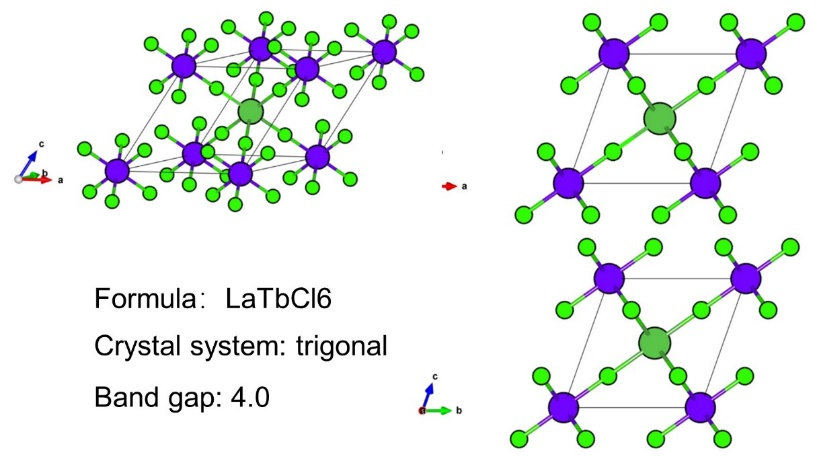 c
b
a
a
Formula： LaTbCl6
Crystal system: trigonal
Band gap: 4.0
c
b